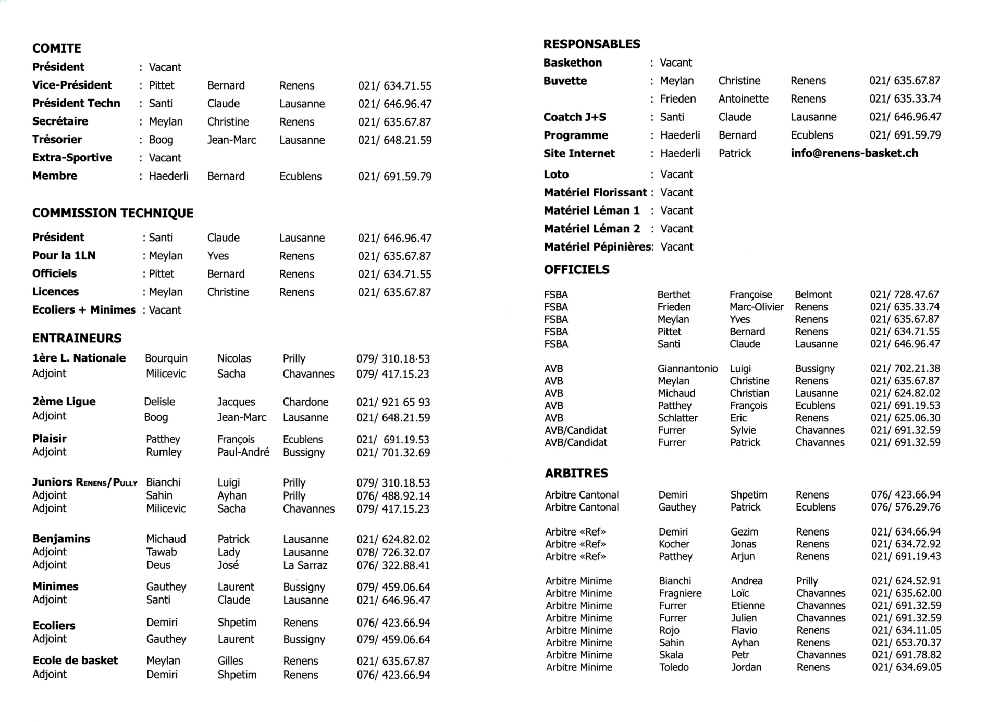 COMITE
Président : Vacant
Vice-Président : Pittet Bernard Renens 021/ 634.71.55
Président Techn : Santi Claude Lausanne 021/ 646.96.47
Secrétaire : Meylan Christine Renens 021/ 635.67.87
Trésorier : Boog Jean-Marc Lausanne 021/ 648.21.59
Extra-Sportive : Vacant
Membre : Haederli Bernard Ecublens 021/ 691.59.79
COMMISSION TECHNIQUE
Président : Santi Claude Lausanne 021/ 646.96.47
Pour la 1LN : Meylan Yves Renens 021/ 635.67.87
Officiels : Pittet Bernard Renens 021/ 634.71.55
Licences : Meylan Christine Renens 021/ 635.67.87
Ecoliers + Minimes : Vacant
ENTRAINEURS
1ère L. Nationale Bourquin Nicolas Prilly 079/ 310.18.53
Adjoint Milicevic Sacha Chavannes 079/ 417.15.23
2ème Ligue Delisle Jacques Chardone 021/ 921 65 93
Adjoint Boog Jean-Marc Lausanne 021/ 648.21.59
Plaisir Patthey François Ecublens 021/ 691.19.53
Adjoint Rumley Paul-André Bussigny 021/ 701.32.69
Juniors RENENS/PULLY Bianchi Luigi Prilly 079/ 310.18.53
Adjoint Sahin Ayhan Prilly 076/ 488.92.14
Adjoint Milicevic Sacha Chavannes 079/ 417.15.23
Benjamins Michaud Patrick Lausanne 021/ 624.82.02
Adjoint Tawab Lady Lausanne 078/ 726.32.07
Adjoint Deus José La Sarraz 076/ 322.88.41
Minimes Gauthey Laurent Bussigny 079/ 459.06.64
Adjoint Santi Claude Lausanne 021/ 646.96.47
Ecoliers Demiri Shpetim Renens 076/ 423.66.94
Adjoint Gauthey Laurent Bussigny 079/ 459.06.64
Ecole de basket Meylan Gilles Renens 021/ 635.67.87
Adjoint Demiri Shpetim Renens 076/ 423.66.94
RESPONSABLES
Baskethon : Vacant
Buvette : Meylan Christine Renens 021/ 635.67.87
: Frieden Antoinette Renens 021/ 635.33.74
Coatch J+S : Santi Claude Lausanne 021/ 646.96.47
Programme : Haederli Bernard Ecublens 021/ 691.59.79
Site Internet : Haederli Patrick info@renens-basket.ch
Loto : Vacant
Matériel Florissant : Vacant
Matériel Léman 1 : Vacant
Matériel Léman 2 : Vacant
Matériel Pépinières: Vacant
OFFICIELS
FSBA Berthet Françoise Belmont 021/ 728.47.67
FSBA Frieden Marc-Olivier Renens 021/ 635.33.74
FSBA Meylan Yves Renens 021/ 635.67.87
FSBA Pittet Bernard Renens 021/ 634.71.55
FSBA Santi Claude Lausanne 021/ 646.96.47
AVB Giannantonio Luigi Bussigny 021/ 702.21.38
AVB Meylan Christine Renens 021/ 635.67.87
AVB Michaud Christian Lausanne 021/ 624.82.02
AVB Patthey François Ecublens 021/ 691.19.53
AVB Schlatter Eric Renens 021/ 625.06.30
AVB/Candidat Furrer Sylvie Chavannes 021/ 691.32.59
AVB/Candidat Furrer Patrick Chavannes 021/ 691.32.59
ARBITRES
Arbitre Cantonal Demiri Shpetim Renens 076/ 423.66.94
Arbitre Cantonal Gauthey Patrick Ecublens 076/ 576.29.76
Arbitre «Ref» Demiri Gezim Renens 021/ 634.66.94
Arbitre «Ref» Kocher Jonas Renens 021/ 634.72.92
Arbitre «Ref» Patthey Arjun Renens 021/ 691.19.43
Arbitre Minime Bianchi Andrea Prilly 021/ 624.52.91
Arbitre Minime Fragniere Loïc Chavannes 021/ 635.62.00
Arbitre Minime Furrer Etienne Chavannes 021/ 691.32.59
Arbitre Minime Furrer Julien Chavannes 021/ 691.32.59
Arbitre Minime Rojo Flavio Renens 021/ 634.11.05
Arbitre Minime Sahin Ayhan Renens 021/ 653.70.37
Arbitre Minime Skala Petr Chavannes 021/ 691.78.82
Arbitre Minime Toledo Jordan Renens 021/ 634.69.05